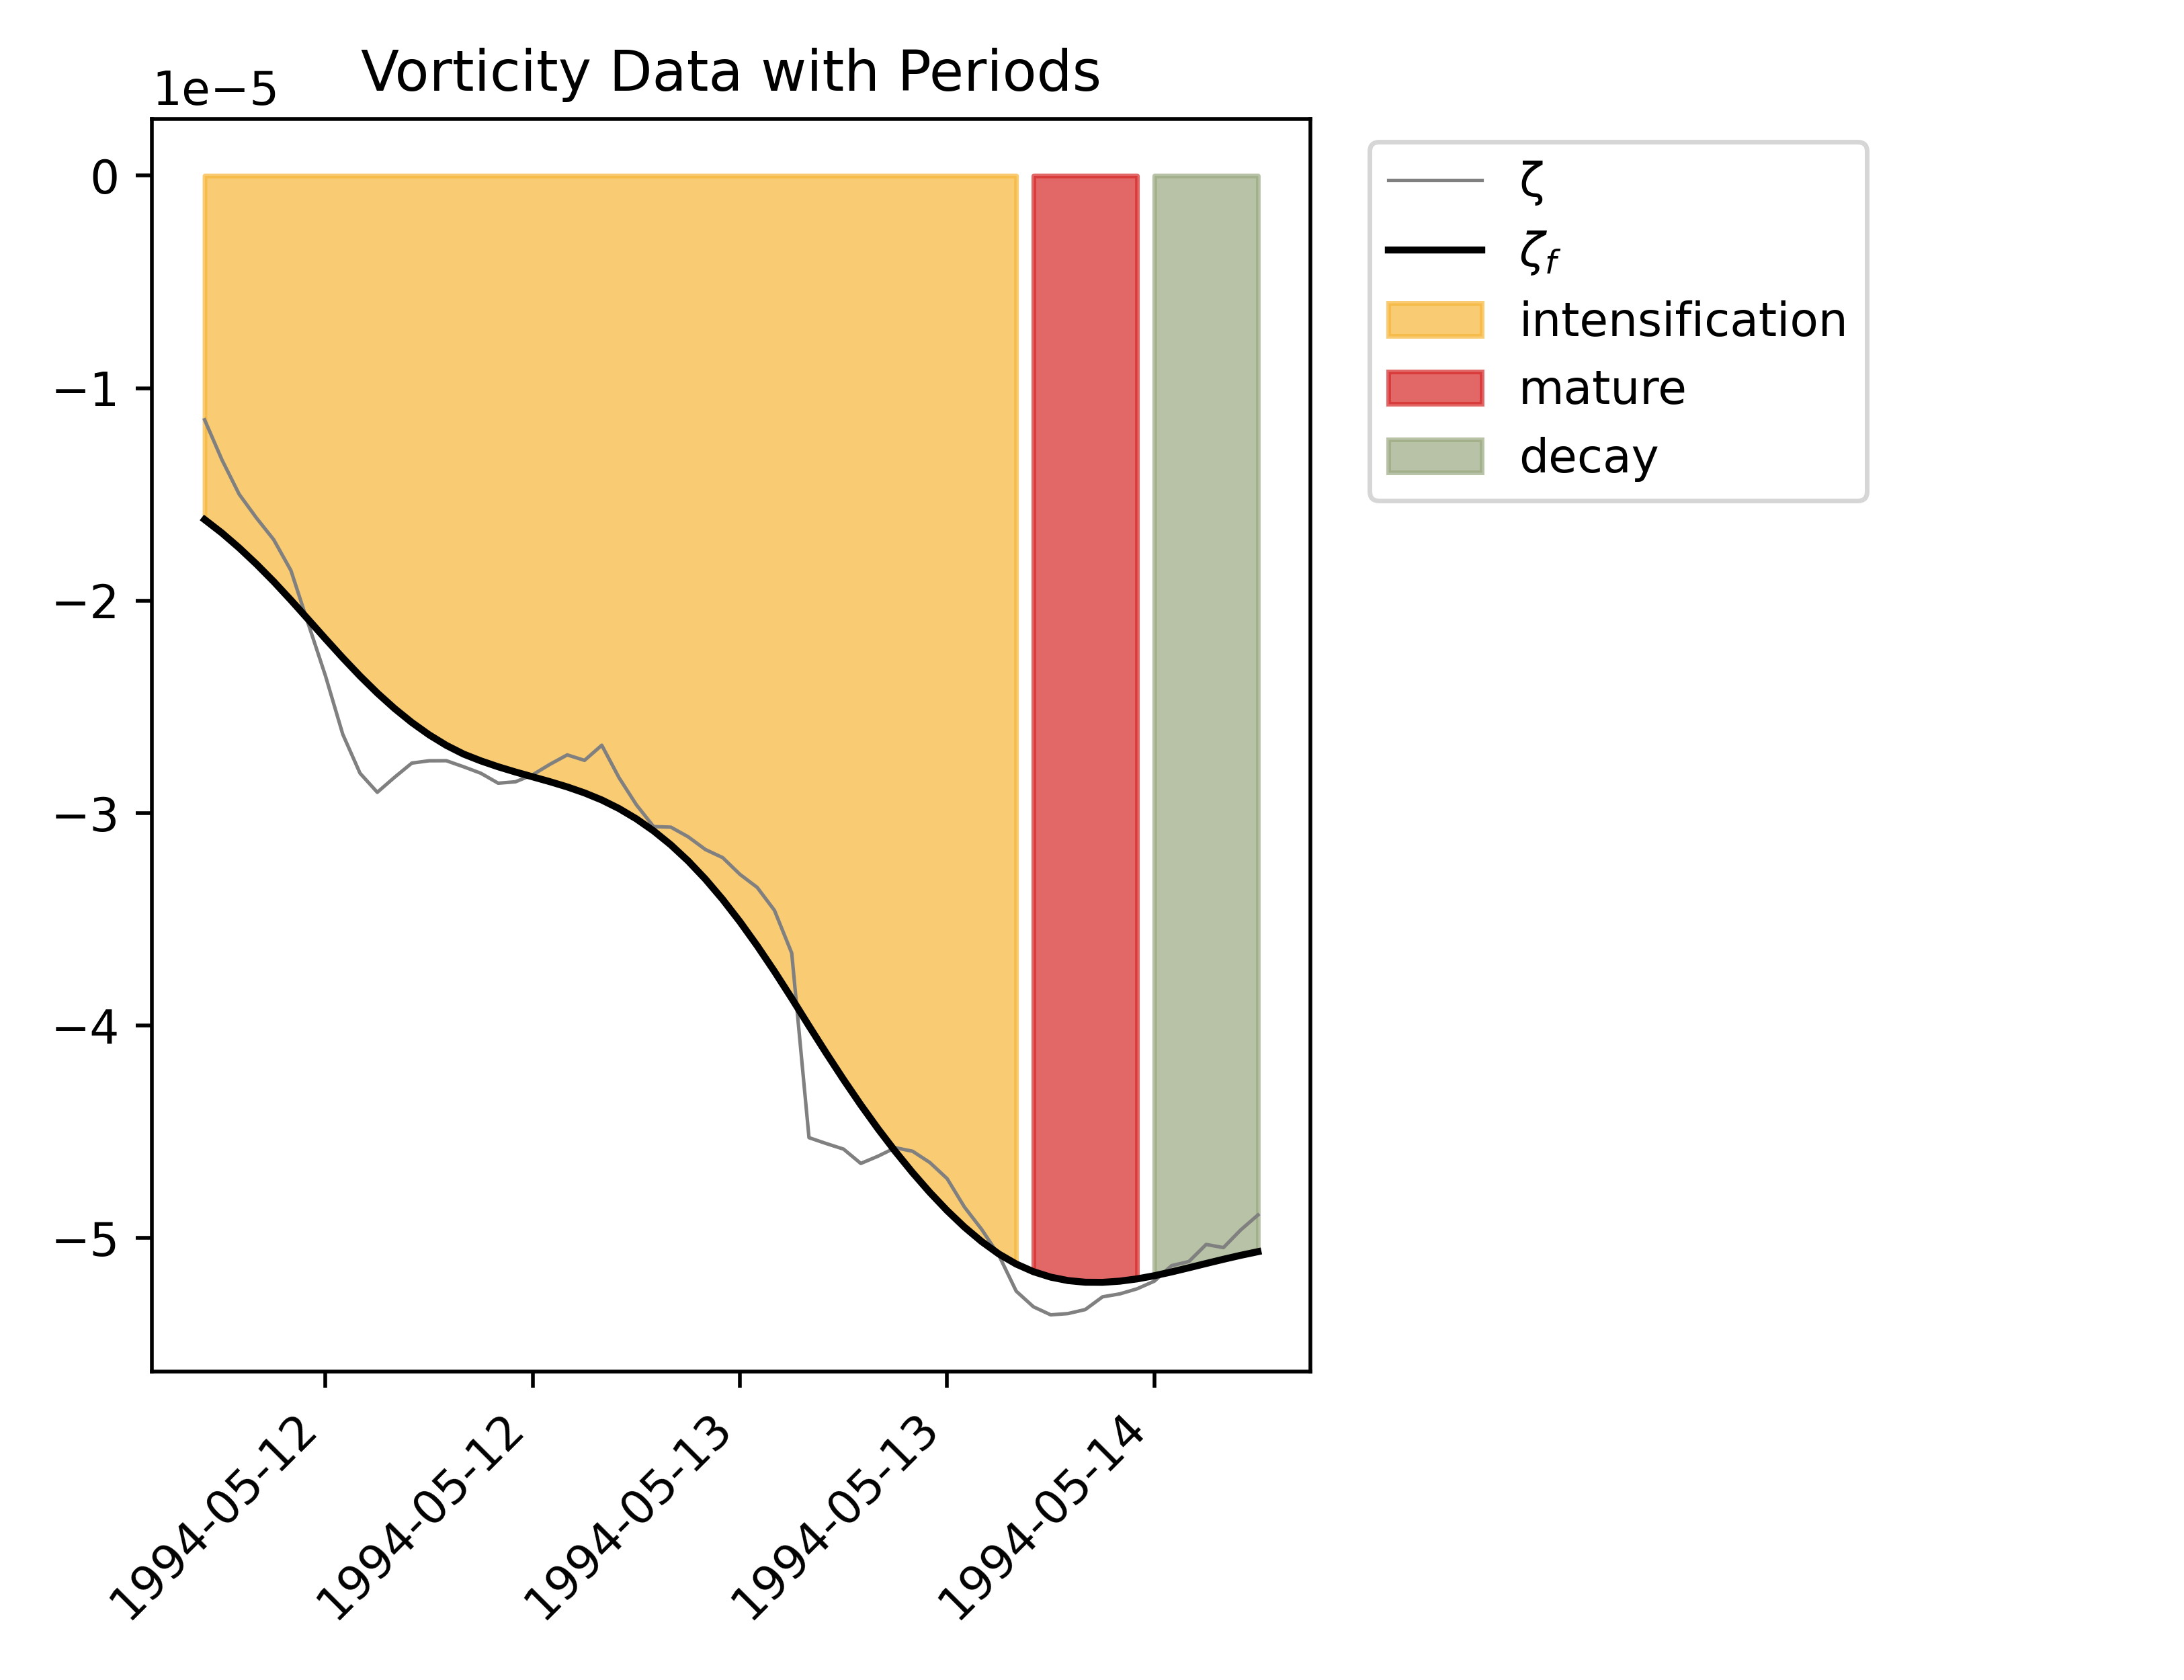 Vorticity Data with Periods
1e−5
0
−1
−2
−3
−4
−5
1994-05-12
1994-05-12
1994-05-13
1994-05-13
1994-05-14
ζ
ζf
intensification
mature
decay